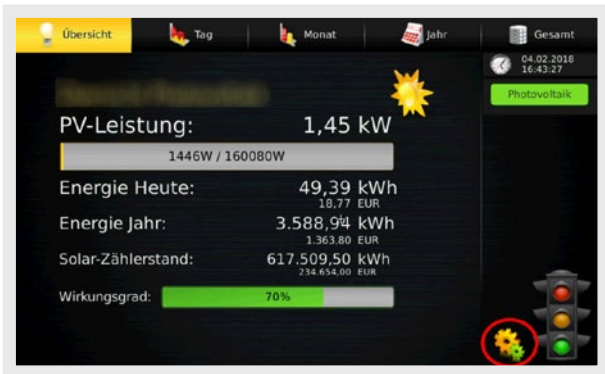 Übersicht Tag Monat Jahr Gesamt
04.02.2018
16:43:27
Photovoltaik
PV-Leistung: 1,45 kW
1446W / 160080W
Energie Heute: 49,39 kWh
18,77 EUR
Energie Jahr: 3.588,94 kWh
1.363,80 EUR
Solar-Zählerstand: 617.509,50 kWh
234.654,00 EUR
Wirkungsgrad: 70%